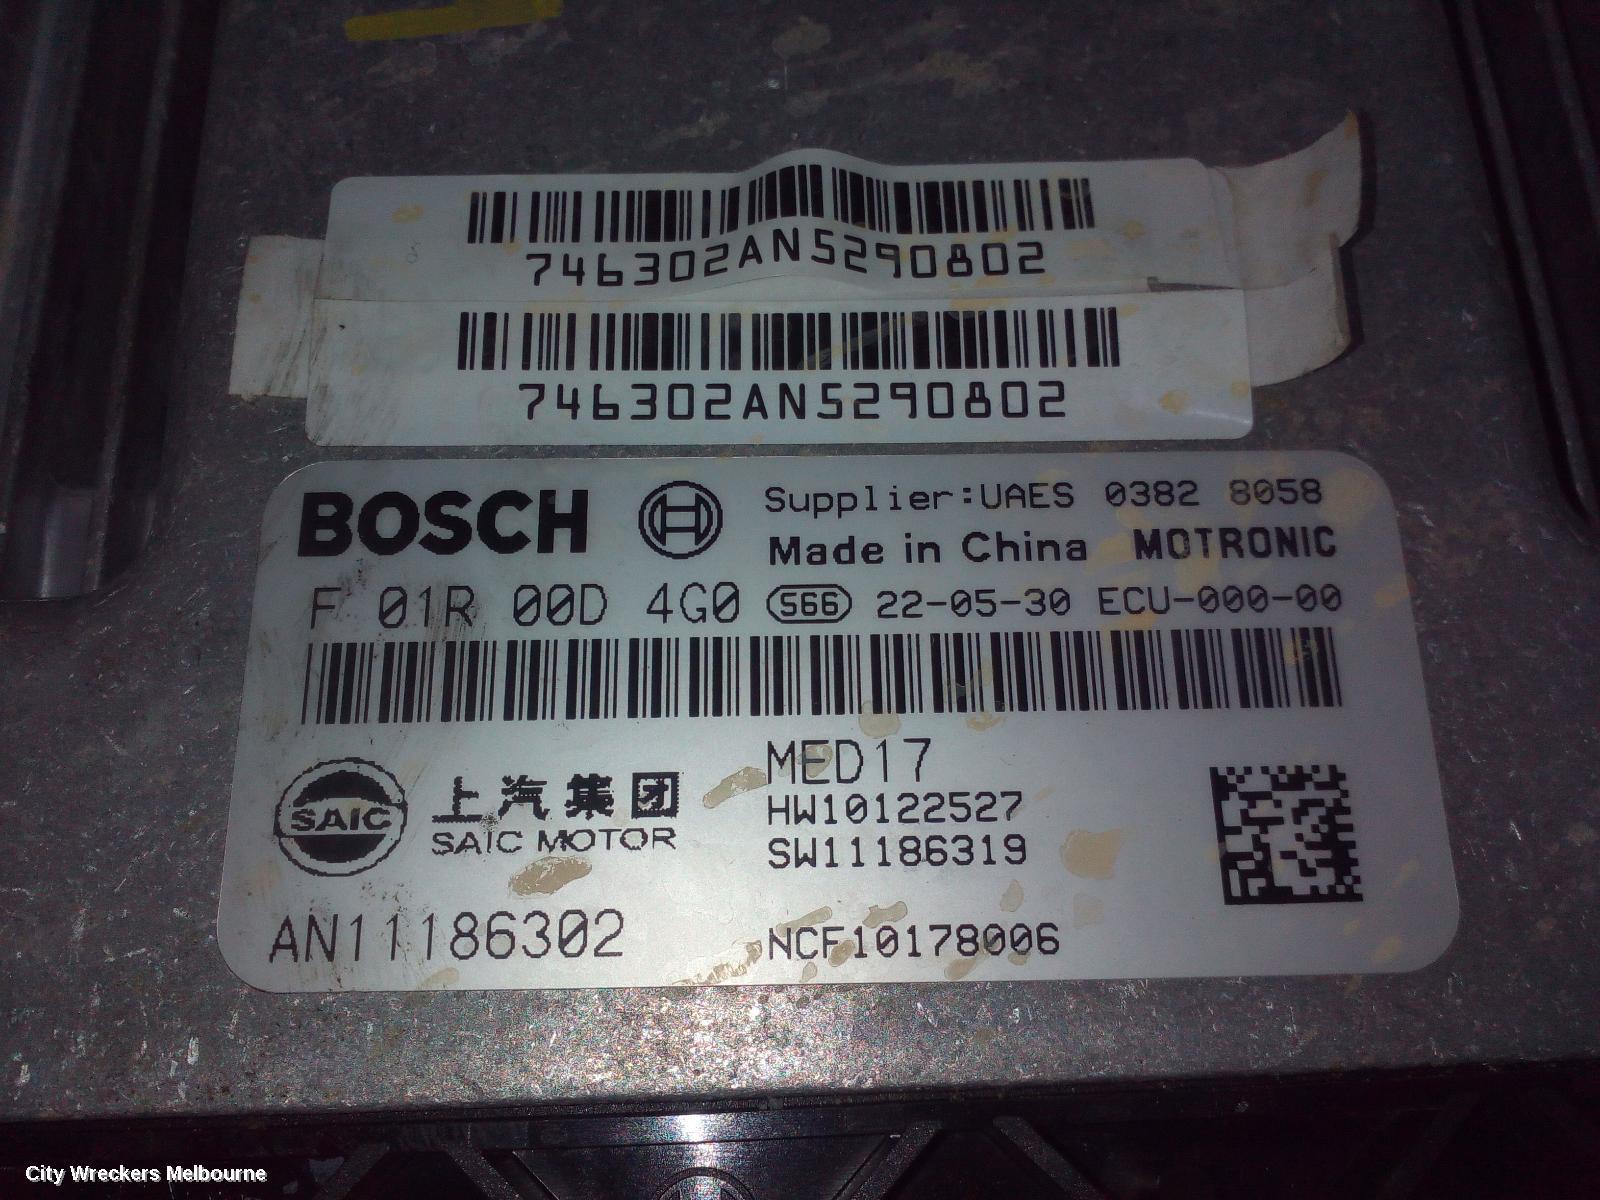 746302AN5290802
746302AN5290802
BOSCH Supplier:UAES 0382 8058
Made in China MOTRONIC
F 01R 00D 4G0 S66 22-05-30 ECU-000-00
MED17
HW10122527
SAIC 上汽集团
SAIC MOTOR
SW11186319
AN11186302 NCF10178006
City Wreckers Melbourne